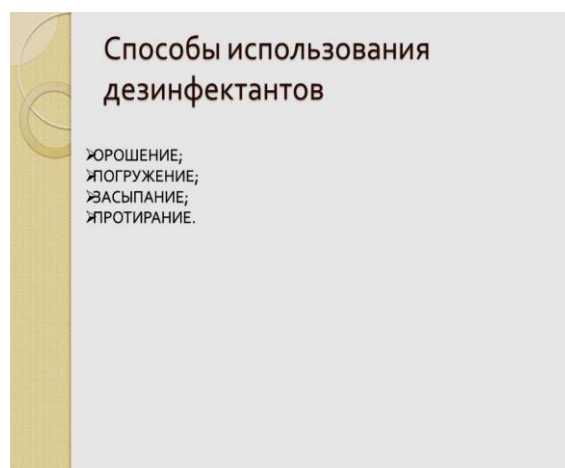 Способы использования
дезинфектантов
➢ОРОШЕНИЕ;
➢ПОГРУЖЕНИЕ;
➢ЗАСЫПАНИЕ;
➢ПРОТИРАНИЕ.